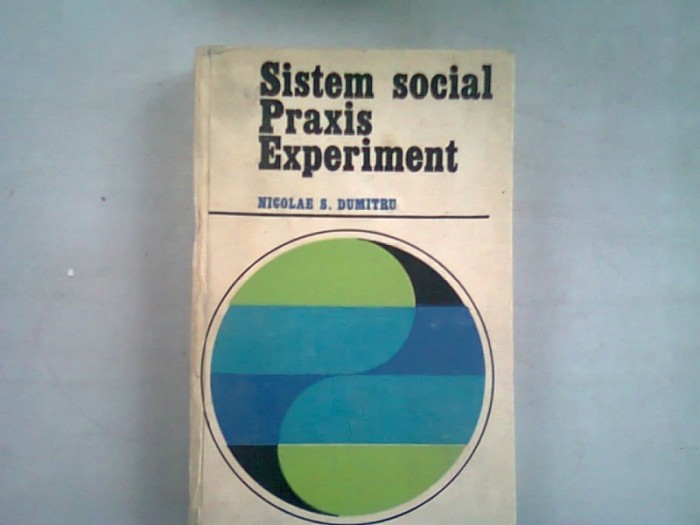 Sistem social
Praxis
Experiment
NICOLAE S. DUMITRU